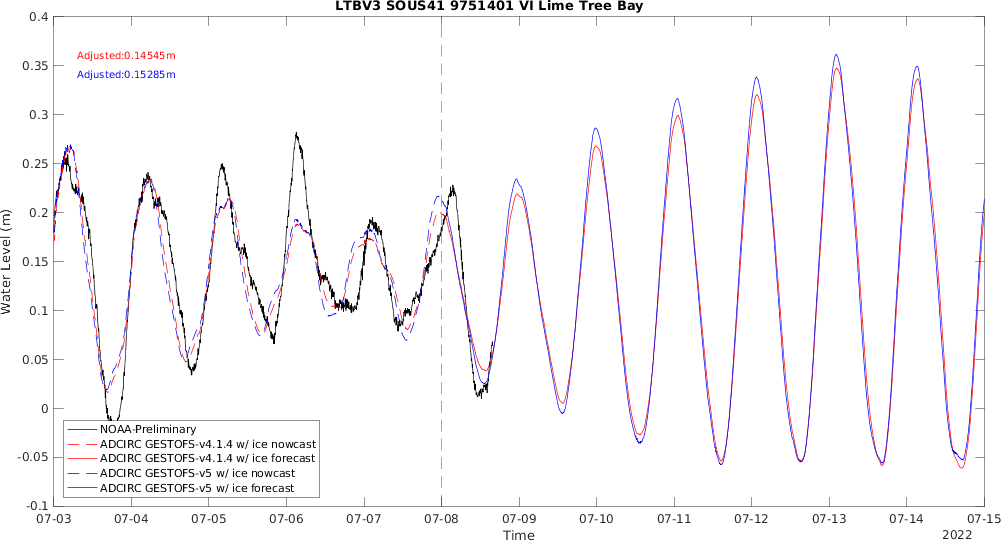 LTBV3 SOUS41 9751401 VI Lime Tree Bay
Adjusted:0.14545m
Adjusted:0.15285m
Water Level (m)
0.4
0.35
0.3
0.25
0.2
0.15
0.1
0.05
0
-0.05
-0.1
NOAA-Preliminary
ADCIRC GESTOFS-v4.1.4 w/ ice nowcast
ADCIRC GESTOFS-v4.1.4 w/ ice forecast
ADCIRC GESTOFS-v5 w/ ice nowcast
ADCIRC GESTOFS-v5 w/ ice forecast
07-03 07-04 07-05 07-06 07-07 07-08 07-09 07-10 07-11 07-12 07-13 07-14 07-15
Time
2022